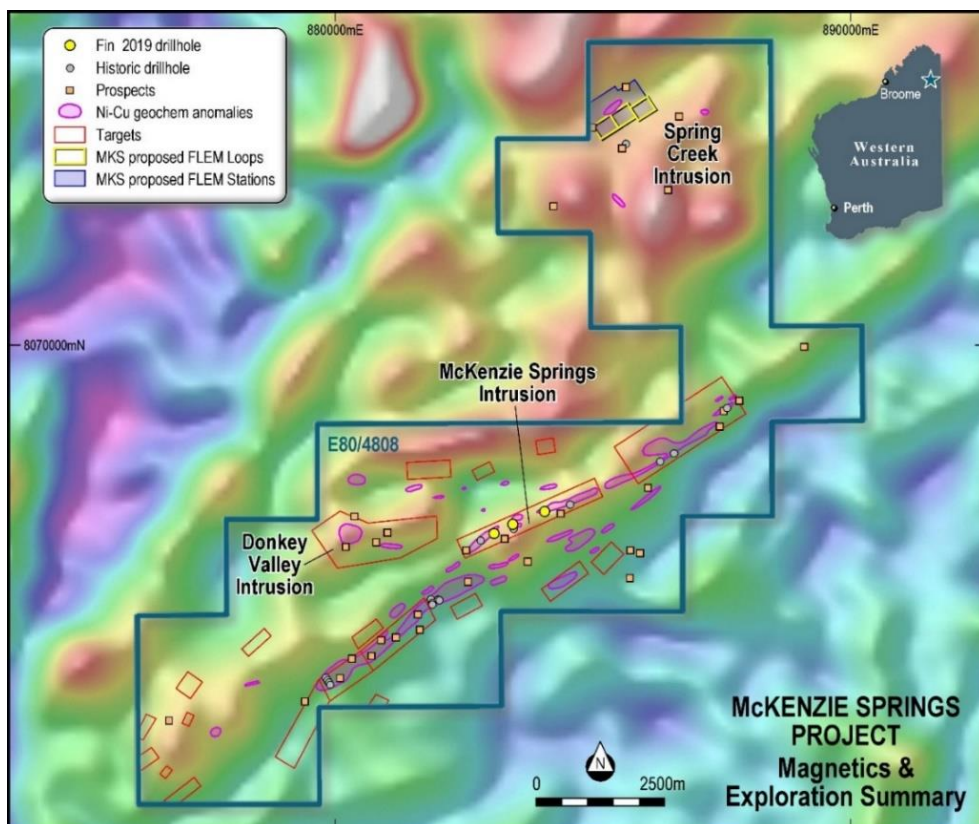 880000mE
890000mE
Fin 2019 drillhole
Historic drillhole
Prospects
Ni-Cu geochem anomalies
Targets
MKS proposed FLEM Loops
MKS proposed FLEM Stations
Broome
Western
Australia
Perth
Spring
Creek
Intrusion
8070000mN
McKenzie Springs
Intrusion
E80/4808
Donkey
Valley
Intrusion
McKENZIE SPRINGS
PROJECT
Magnetics &
Exploration Summary
N
0 2500m